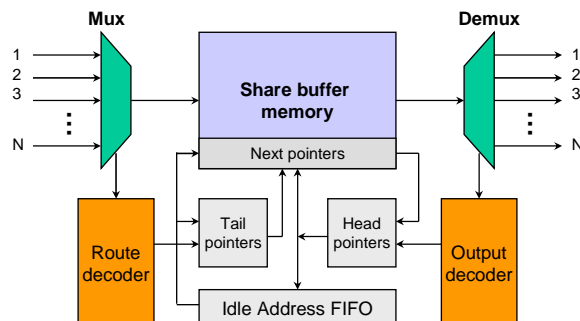 Mux
Demux
1
2
3
N
Share buffer
memory
Next pointers
1
2
3
N
Tail
pointers
Head
pointers
Route
decoder
Output
decoder
Idle Address FIFO